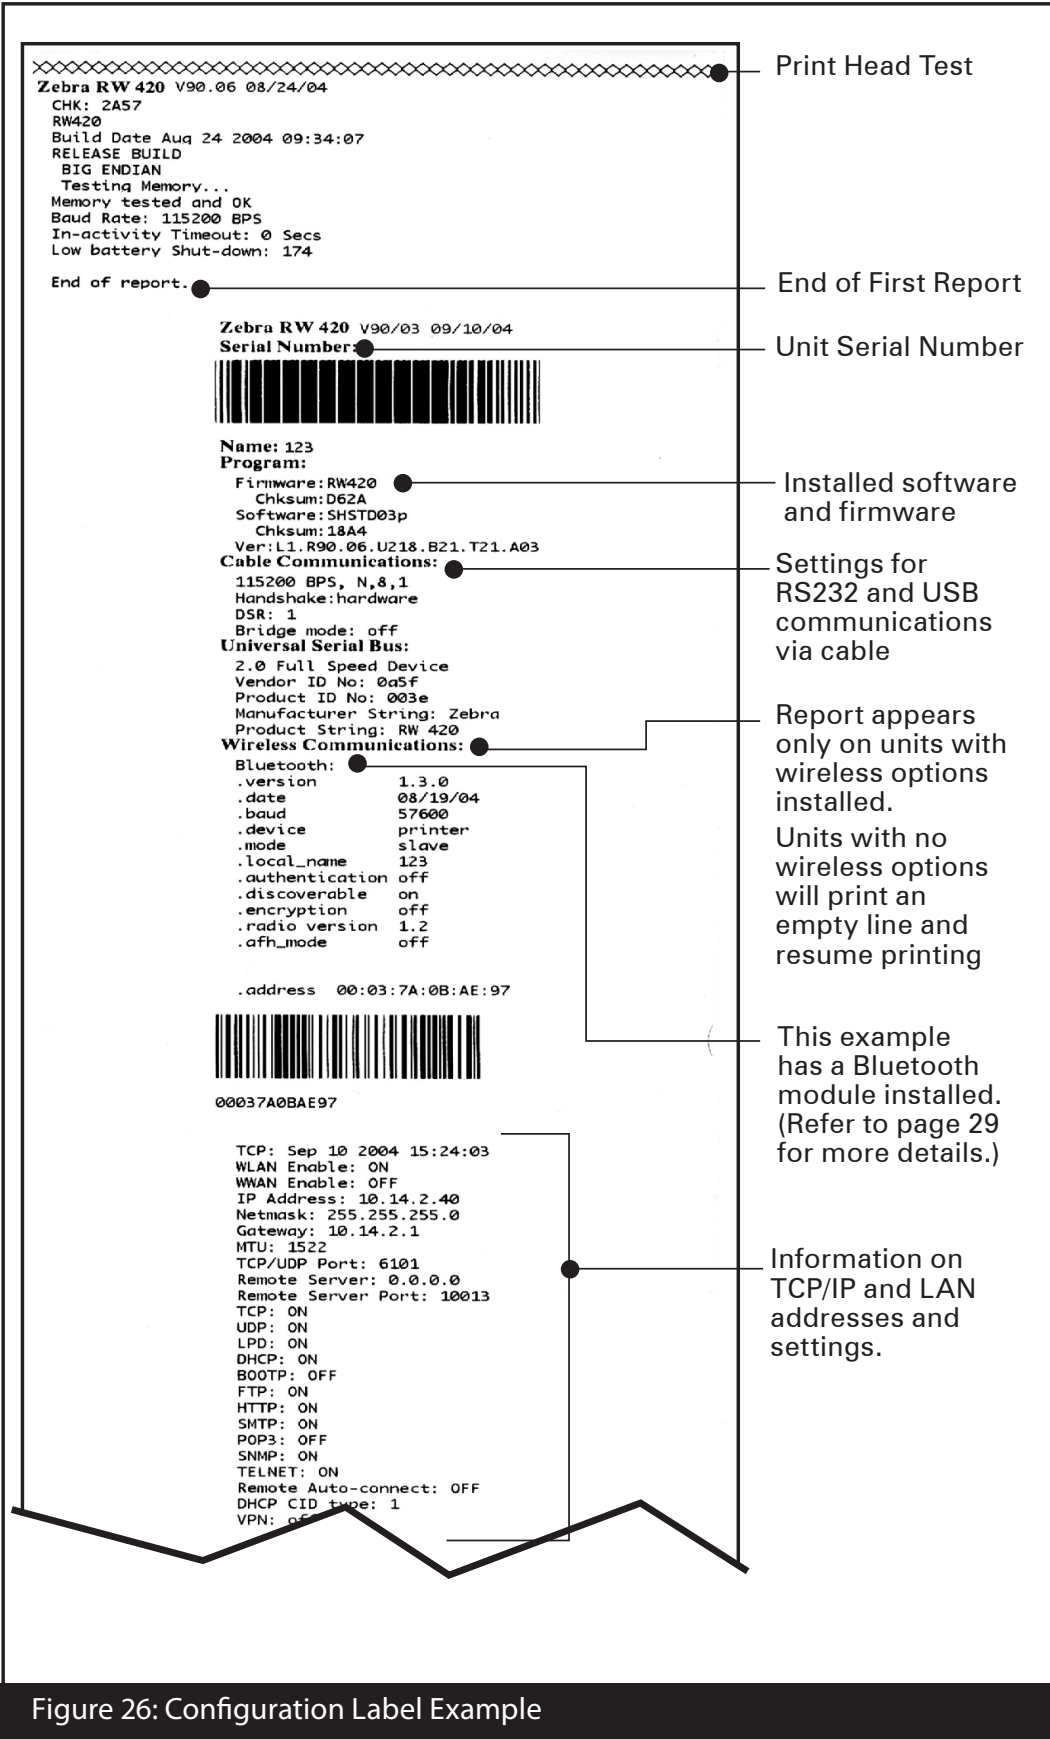 Print Head Test
Zebra RW 420 V90.06 08/24/04
CHK: 2A57
RW420
Build Date Aug 24 2004 09:34:07
RELEASE BUILD
BIG ENDIAN
Testing Memory...
Memory tested and OK
Baud Rate: 115200 BPS
In-activity Timeout: 0 Secs
Low battery Shut-down: 174
End of report.
End of First Report
Zebra RW 420 V90/03 09/10/04
Serial Number:
Unit Serial Number
Name: 123
Program:
Firmware:RW420
Chksum:D62A
Software:SHSTD03p
Chksum:18A4
Ver:L1.R90.06.U218.B21.T21.A03
Installed software
and firmware
Cable Communications:
115200 BPS, N,8,1
Handshake:hardware
DSR: 1
Bridge mode: off
Universal Serial Bus:
2.0 Full Speed Device
Vendor ID No: 0a5f
Product ID No: 003e
Manufacturer String: Zebra
Product String: RW 420
Settings for
RS232 and USB
communications
via cable
Wireless Communications:
Report appears
only on units with
wireless options
installed.
Units with no
wireless options
will print an
empty line and
resume printing
Bluetooth:
.version 1.3.0
.date 08/19/04
.baud 57600
.device printer
.mode slave
.local_name 123
.authentication off
.discoverable on
.encryption off
.radio version 1.2
.afh_mode off
.address 00:03:7A:0B:AE:97
00037A0BAE97
This example
has a Bluetooth
module installed.
(Refer to page 29
for more details.)
TCP: Sep 10 2004 15:24:03
WLAN Enable: ON
WWAN Enable: OFF
IP Address: 10.14.2.40
Netmask: 255.255.255.0
Gateway: 10.14.2.1
MTU: 1522
TCP/UDP Port: 6101
Remote Server: 0.0.0.0
Remote Server Port: 10013
TCP: ON
UDP: ON
LPD: ON
DHCP: ON
BOOTP: OFF
FTP: ON
HTTP: ON
SMTP: ON
POP3: OFF
SNMP: ON
TELNET: ON
Remote Auto-connect: OFF
DHCP CID type: 1
VPN:
Information on
TCP/IP and LAN
addresses and
settings.
Figure 26: Configuration Label Example